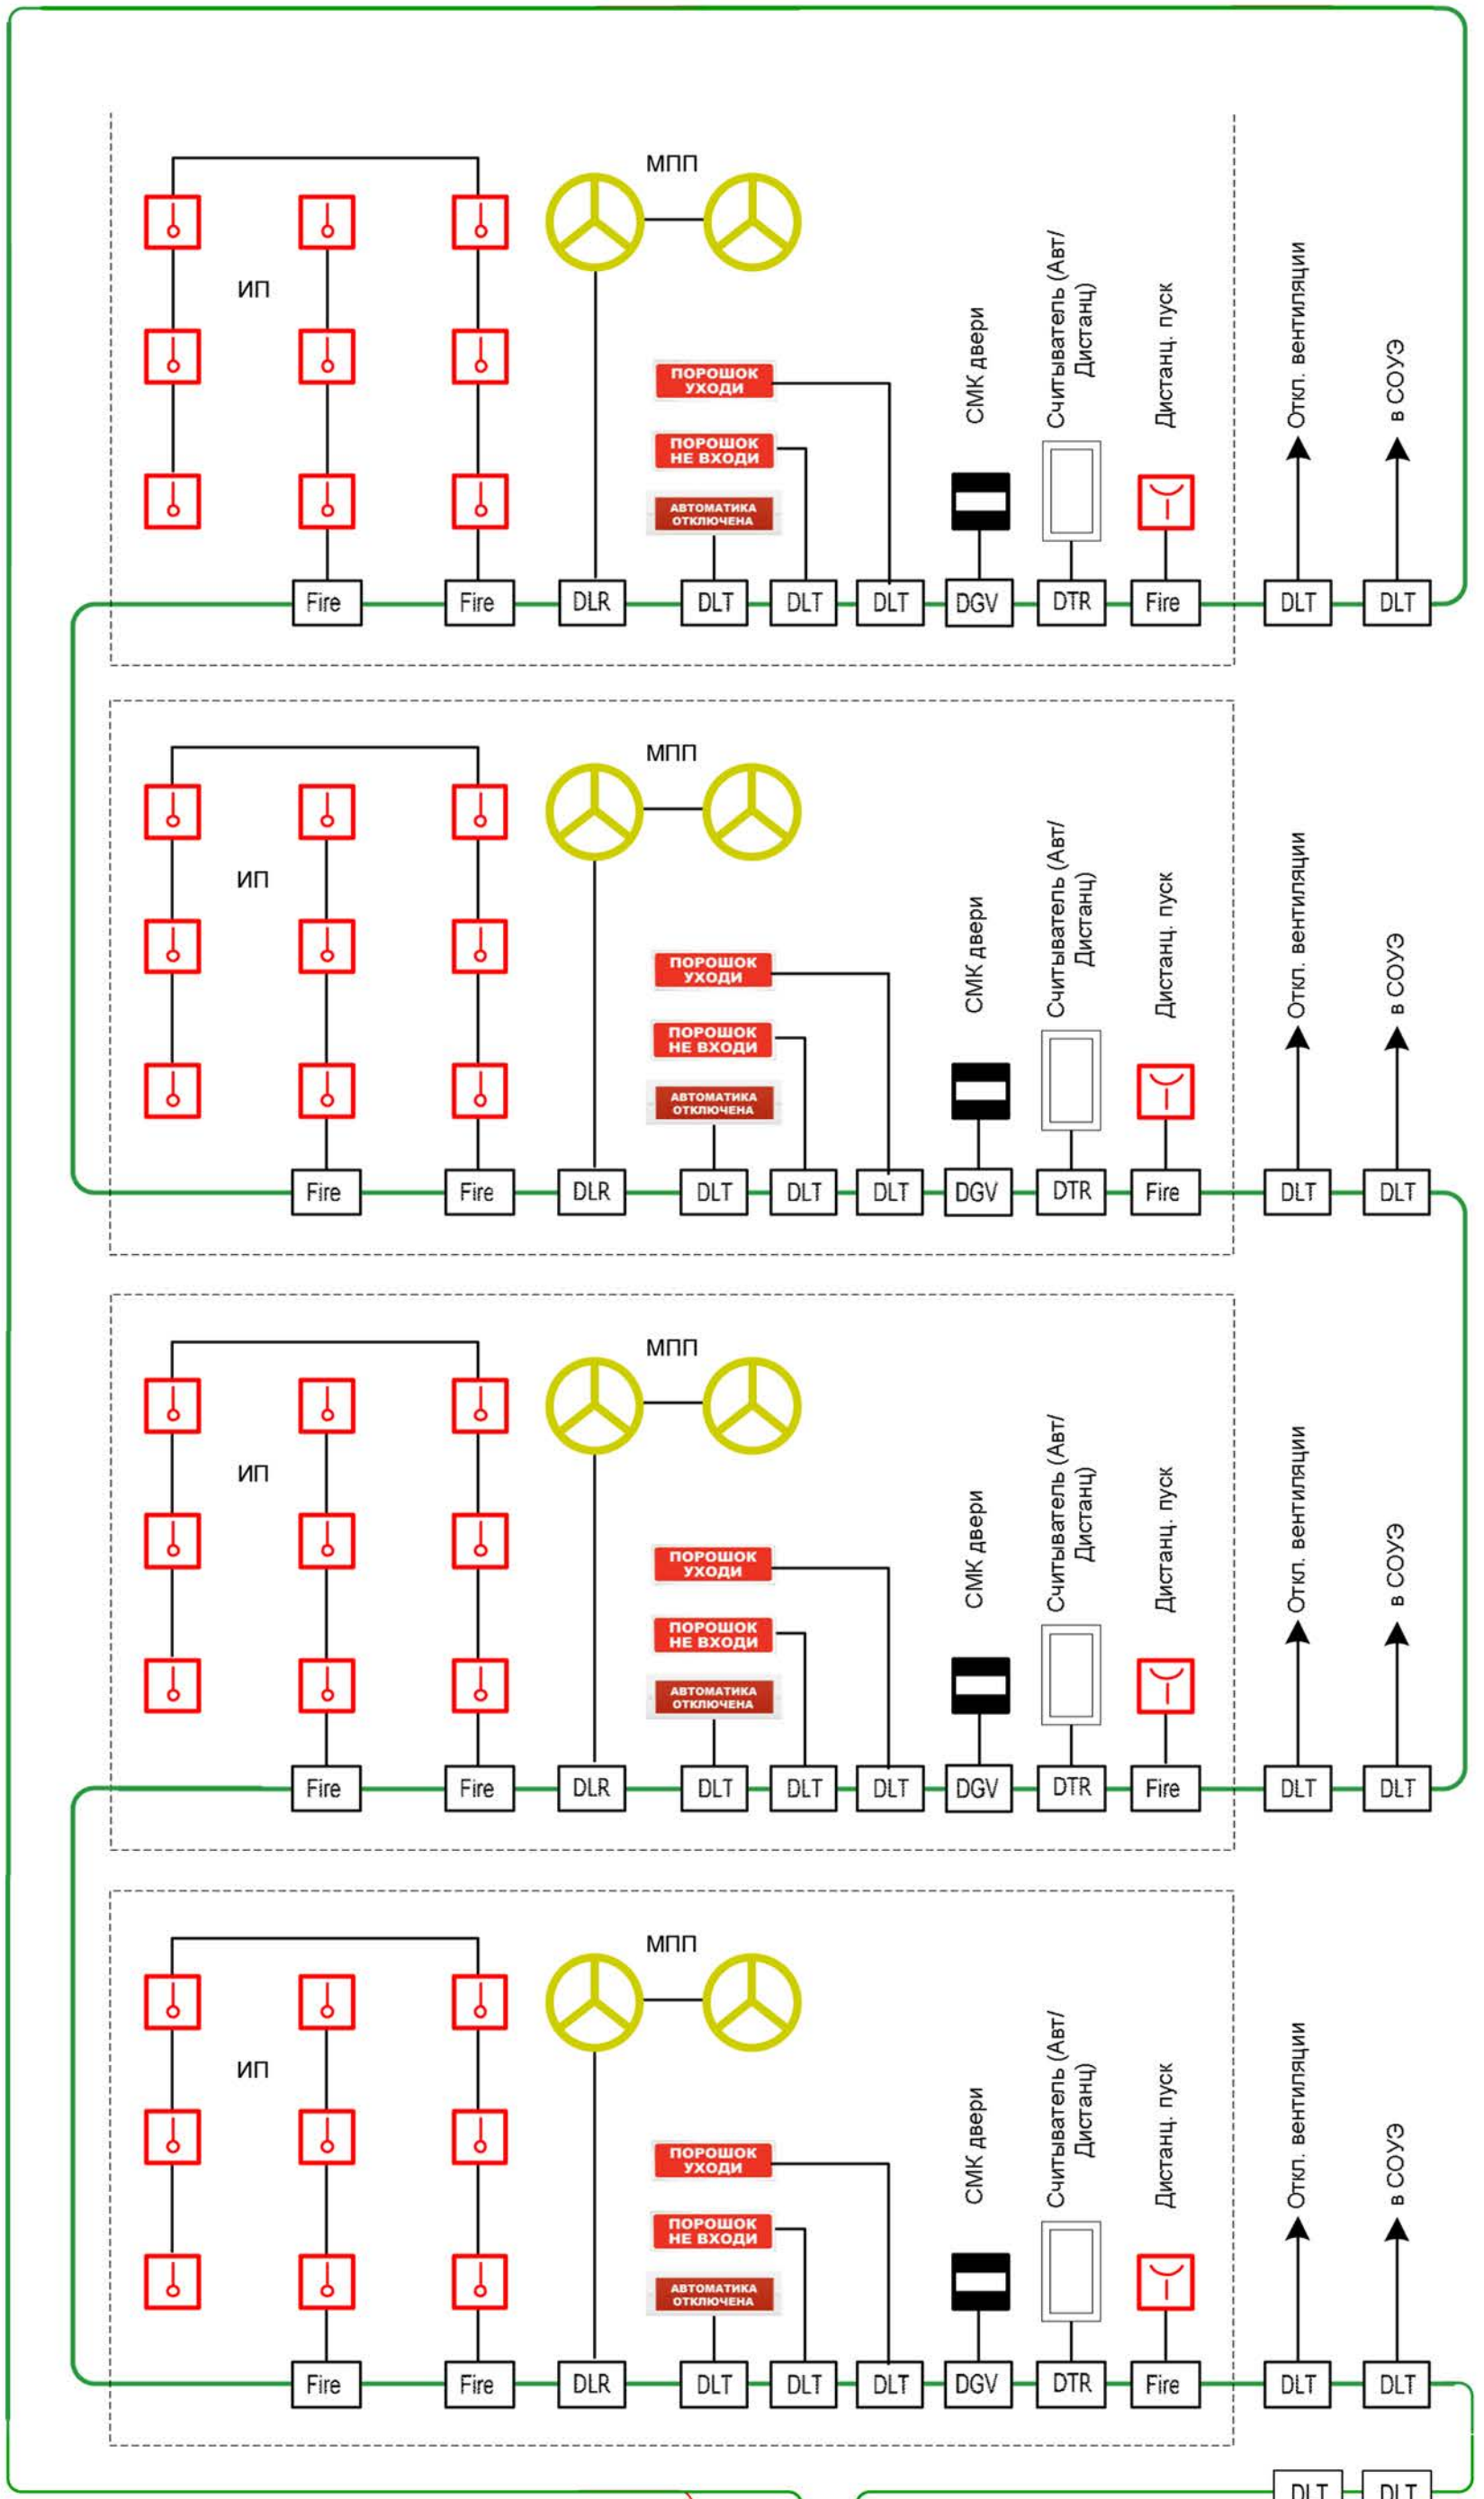 МПП
ИП
ПОРОШОК
УХОДИ
ПОРОШОК
НЕ ВХОДИ
АВТОМАТИКА
ОТКЛЮЧЕНА
СМК двери
Считыватель (Авт/
Дистанц)
Дистанц. пуск
Откл. вентиляции
в СОУЭ
Fire Fire DLR DLT DLT DLT DGV DTR Fire DLT DLT
МПП
ИП
ПОРОШОК
УХОДИ
ПОРОШОК
НЕ ВХОДИ
АВТОМАТИКА
ОТКЛЮЧЕНА
СМК двери
Считыватель (Авт/
Дистанц)
Дистанц. пуск
Откл. вентиляции
в СОУЭ
Fire Fire DLR DLT DLT DLT DGV DTR Fire DLT DLT
МПП
ИП
ПОРОШОК
УХОДИ
ПОРОШОК
НЕ ВХОДИ
АВТОМАТИКА
ОТКЛЮЧЕНА
СМК двери
Считыватель (Авт/
Дистанц)
Дистанц. пуск
Откл. вентиляции
в СОУЭ
Fire Fire DLR DLT DLT DLT DGV DTR Fire DLT DLT
МПП
ИП
ПОРОШОК
УХОДИ
ПОРОШОК
НЕ ВХОДИ
АВТОМАТИКА
ОТКЛЮЧЕНА
СМК двери
Считыватель (Авт/
Дистанц)
Дистанц. пуск
Откл. вентиляции
в СОУЭ
Fire Fire DLR DLT DLT DLT DGV DTR Fire DLT DLT
DLT DLT